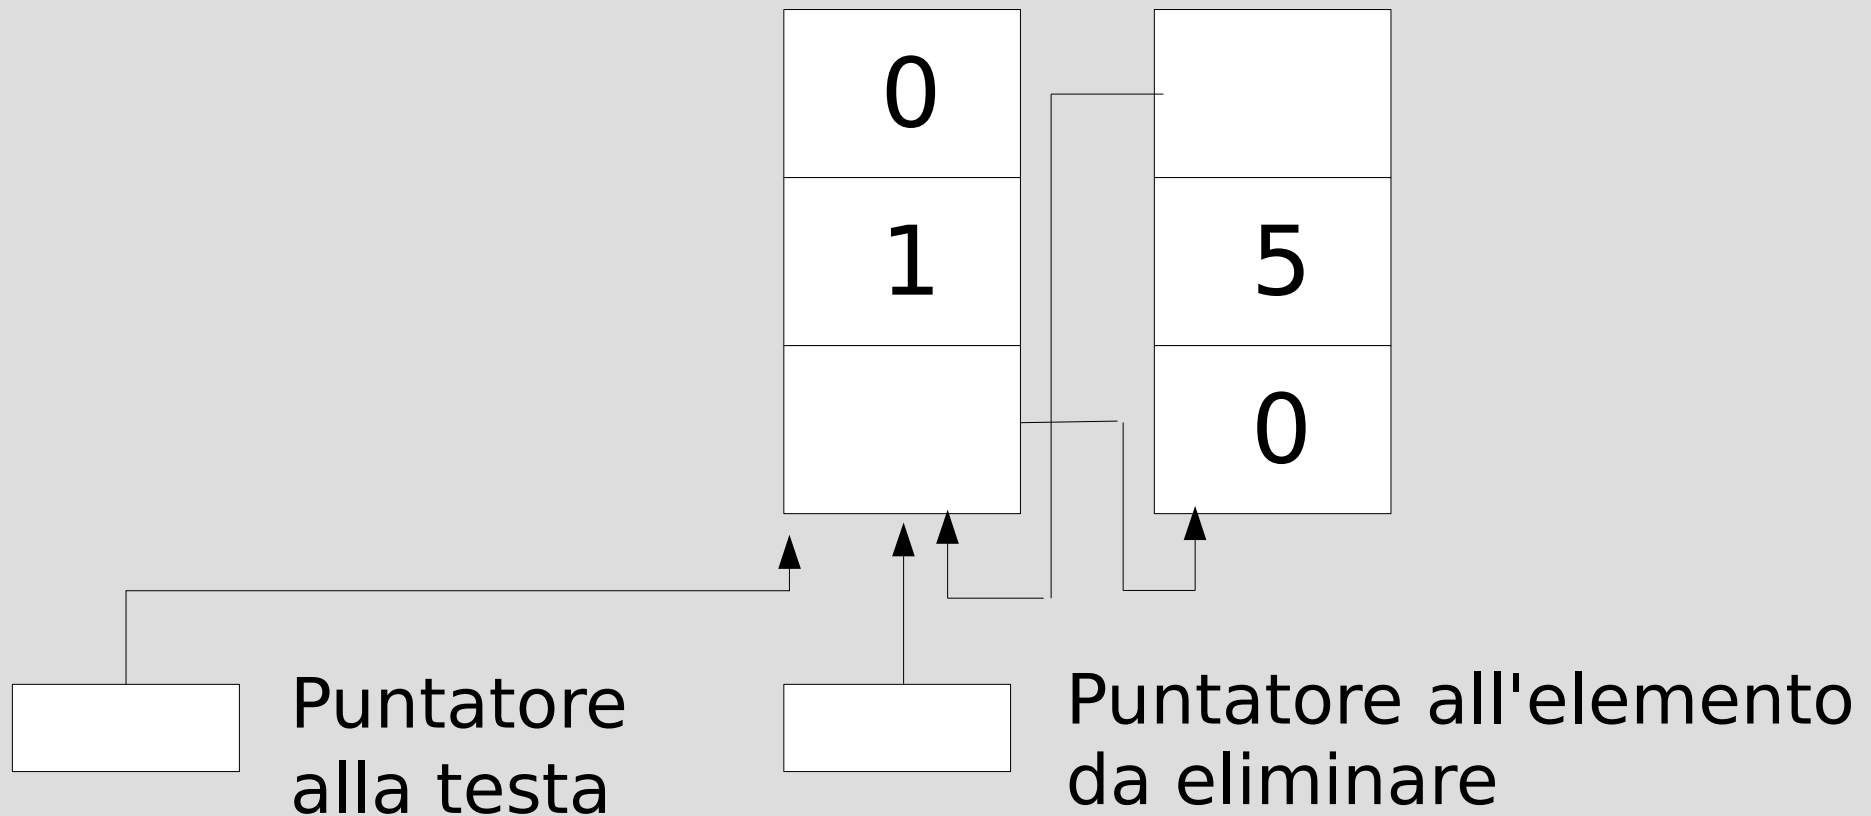 0
1
5
0
Puntatore
alla testa
Puntatore all'elemento
da eliminare